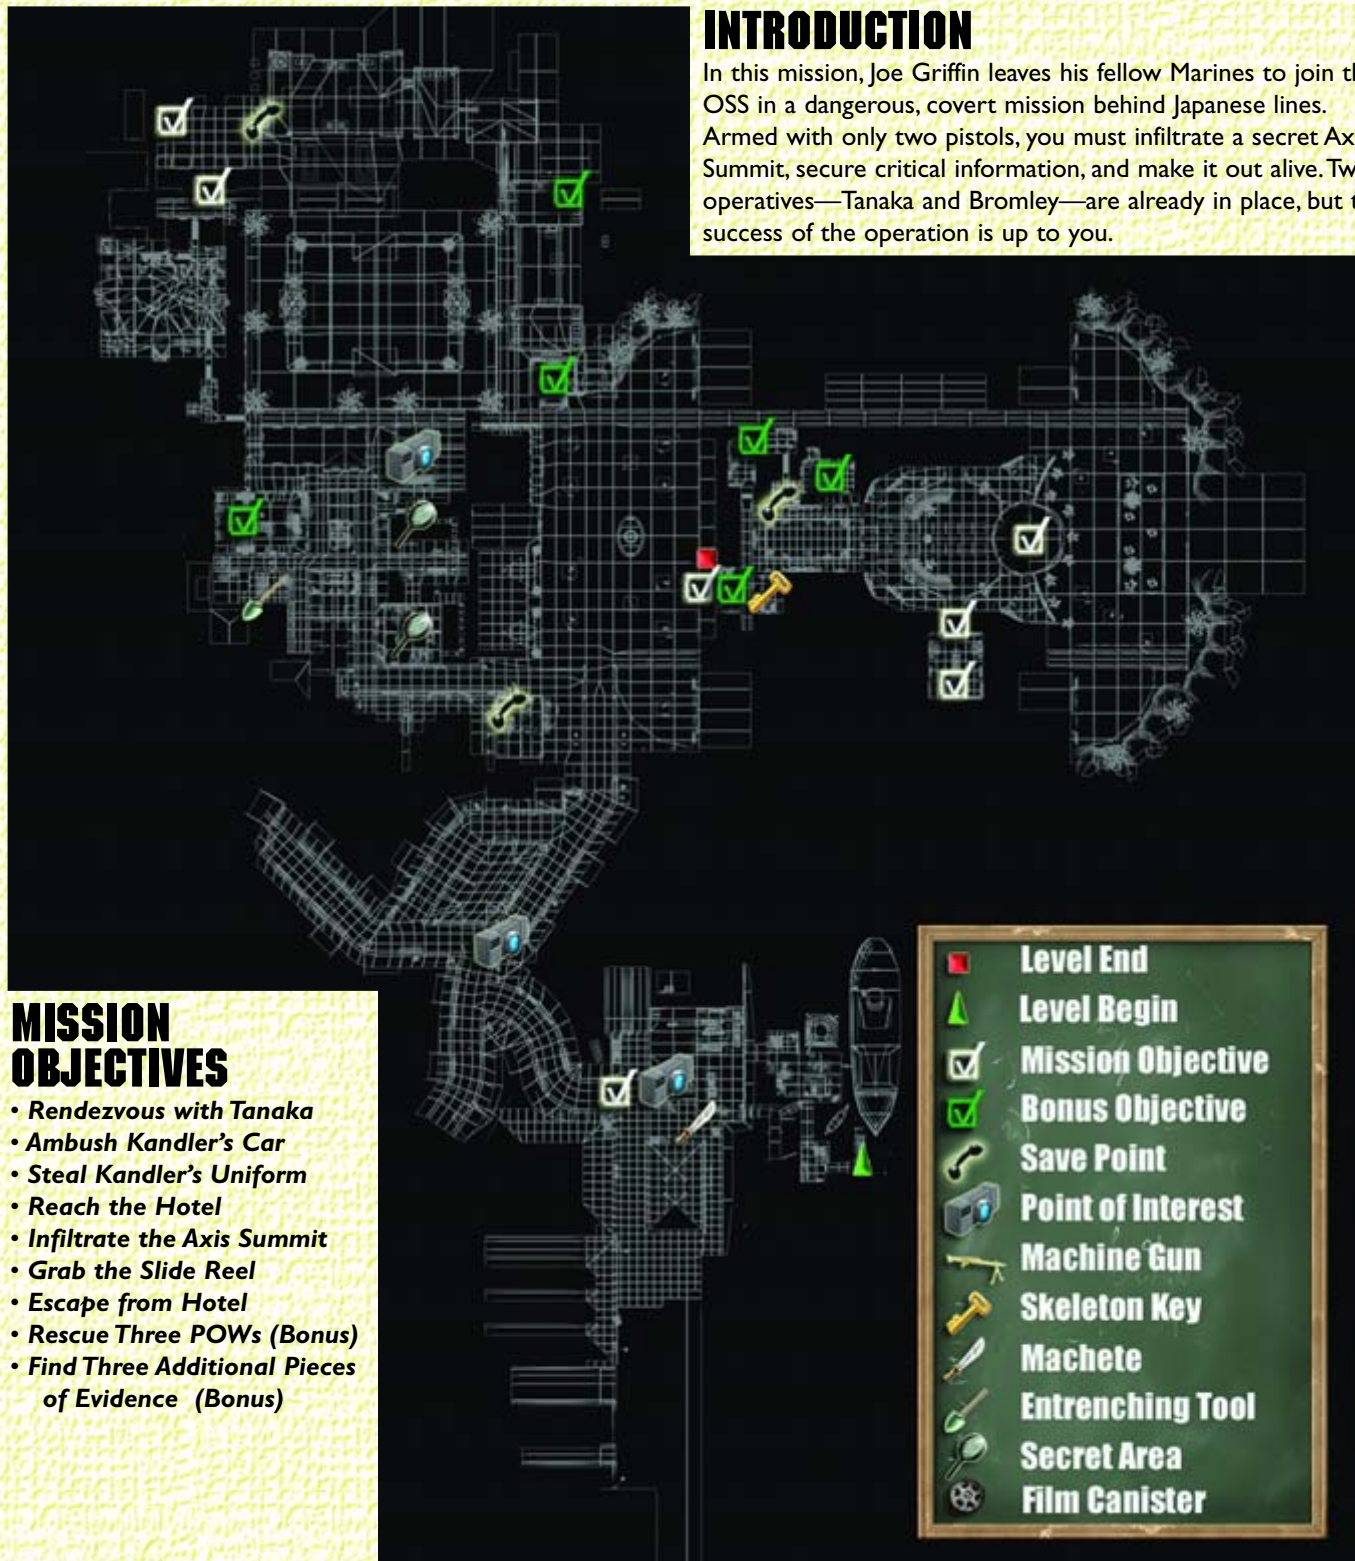 INTRODUCTION
In this mission, Joe Griffin leaves his fellow Marines to join
OSS in a dangerous, covert mission behind Japanese lines.
Armed with only two pistols, you must infiltrate a secret
Summit, secure critical information, and make it out alive.
operatives—Tanaka and Bromley—are already in place, but
success of the operation is up to you.
MISSION
OBJECTIVES
• Rendezvous with Tanaka
• Ambush Kandler's Car
• Steal Kandler's Uniform
• Reach the Hotel
• Infiltrate the Axis Summit
• Grab the Slide Reel
• Escape from Hotel
• Rescue Three POWs (Bonus)
• Find Three Additional Pieces
of Evidence (Bonus)
Level End
Level Begin
Mission Objective
Bonus Objective
Save Point
Point of Interest
Machine Gun
Skeleton Key
Machete
Entrenching Tool
Secret Area
Film Canister